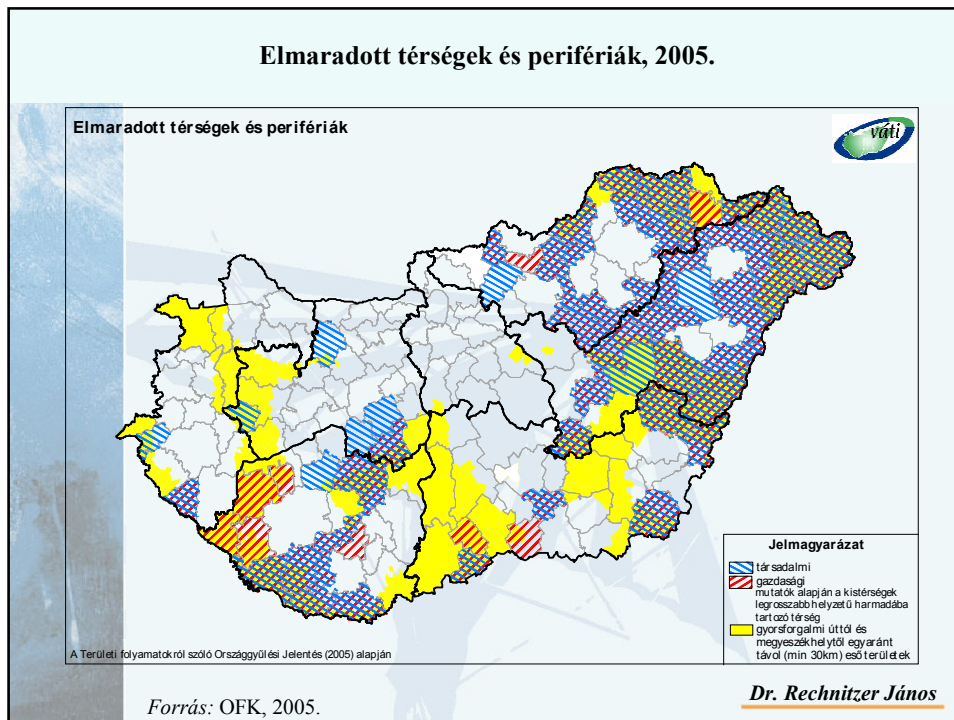 Elmaradott térségek és perifériák, 2005.
Elmaradott térségek és perifériák
váti
Jelmagyarázat
társadalmi
gazdasági
mutatók alapján a kistérségek
legrosszabb helyzetű harmadába
tartozó térség
gyorsforgalmi úttól és
megyeszékhelytől egyaránt
távol (min 30km) eső területek
A Területi folyamatokról szóló Országgyűlési Jelentés (2005) alapján
Forrás: OFK, 2005.
Dr. Rechnitzer János